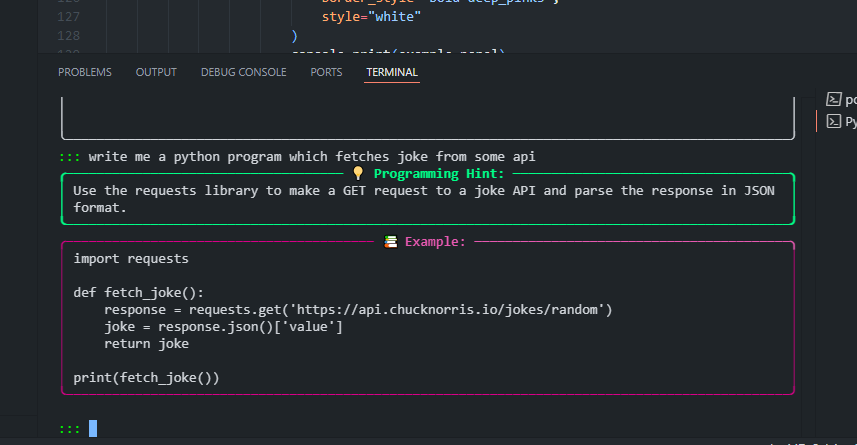 127 style="white"
128 )
PROBLEMS OUTPUT DEBUG CONSOLE PORTS TERMINAL
::: write me a python program which fetches joke from some api
💡 Programming Hint:
Use the requests library to make a GET request to a joke API and parse the response in JSON
format.
📚 Example:
import requests
def fetch_joke():
response = requests.get('https://api.chucknorris.io/jokes/random')
joke = response.json()['value']
return joke
print(fetch_joke())
:::